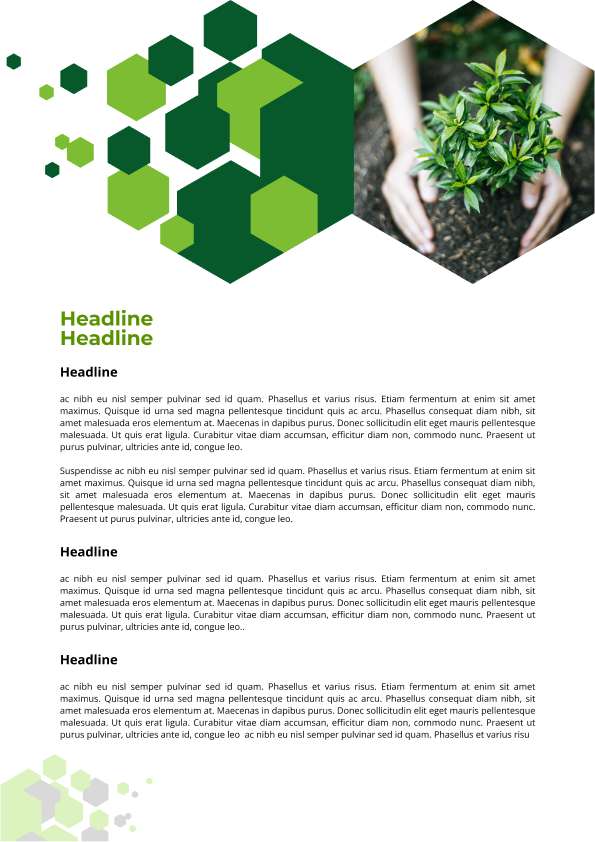 Headline
Headline
Headline
ac nibh eu nisl semper pulvinar sed id quam. Phasellus et varius risus. Etiam fermentum at enim sit amet
maximus. Quisque id urna sed magna pellentesque tincidunt quis ac arcu. Phasellus consequat diam nibh, sit
amet malesuada eros elementum at. Maecenas in dapibus purus. Donec sollicitudin elit eget mauris pellentesque
malesuada. Ut quis erat ligula. Curabitur vitae diam accumsan, efficitur diam non, commodo nunc. Praesent ut
purus pulvinar, ultricies ante id, congue leo.
Suspendisse ac nibh eu nisl semper pulvinar sed id quam. Phasellus et varius risus. Etiam fermentum at enim sit
amet maximus. Quisque id urna sed magna pellentesque tincidunt quis ac arcu. Phasellus consequat diam nibh,
sit amet malesuada eros elementum at. Maecenas in dapibus purus. Donec sollicitudin elit eget mauris
pellentesque malesuada. Ut quis erat ligula. Curabitur vitae diam accumsan, efficitur diam non, commodo nunc.
Praesent ut purus pulvinar, ultricies ante id, congue leo.
Headline
ac nibh eu nisl semper pulvinar sed id quam. Phasellus et varius risus. Etiam fermentum at enim sit amet
maximus. Quisque id urna sed magna pellentesque tincidunt quis ac arcu. Phasellus consequat diam nibh, sit
amet malesuada eros elementum at. Maecenas in dapibus purus. Donec sollicitudin elit eget mauris pellentesque
malesuada. Ut quis erat ligula. Curabitur vitae diam accumsan, efficitur diam non, commodo nunc. Praesent ut
purus pulvinar, ultricies ante id, congue leo..
Headline
ac nibh eu nisl semper pulvinar sed id quam. Phasellus et varius risus. Etiam fermentum at enim sit amet
maximus. Quisque id urna sed magna pellentesque tincidunt quis ac arcu. Phasellus consequat diam nibh, sit
amet malesuada eros elementum at. Maecenas in dapibus purus. Donec sollicitudin elit eget mauris pellentesque
malesuada. Ut quis erat ligula. Curabitur vitae diam accumsan, efficitur diam non, commodo nunc. Praesent ut
purus pulvinar, ultricies ante id, congue leo  ac nibh eu nisl semper pulvinar sed id quam. Phasellus et varius risu